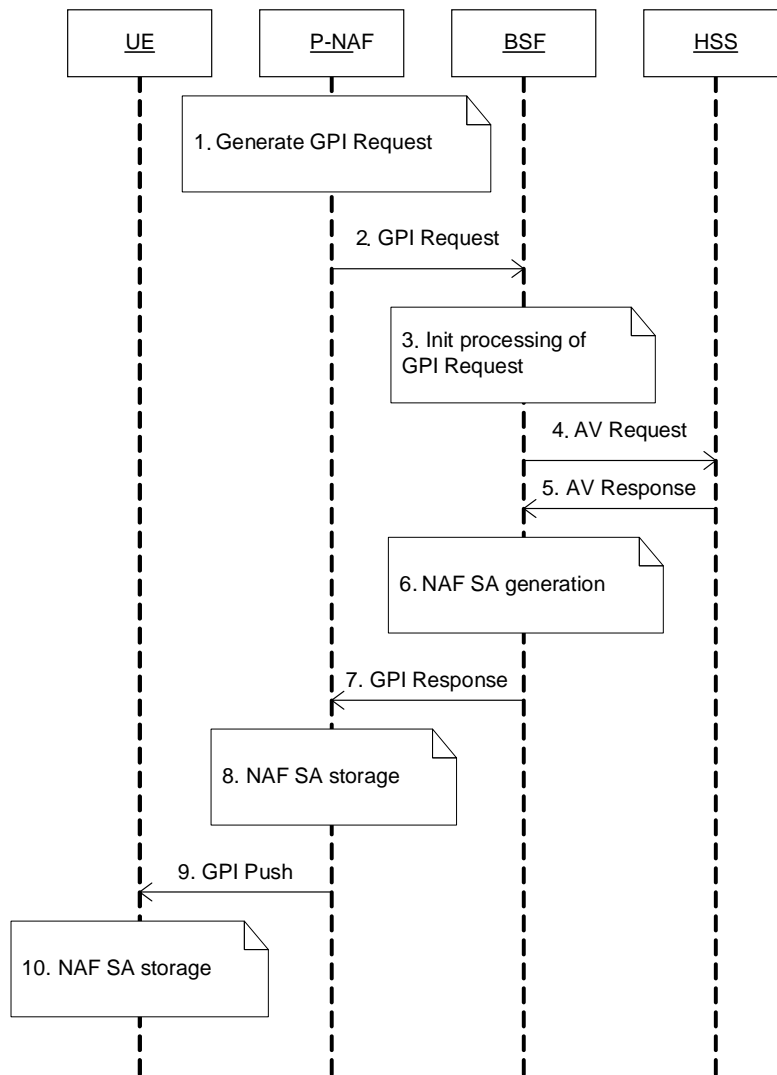 UE
P-NAF
BSF
HSS
1. Generate GPI Request
2. GPI Request
3. Init processing of
GPI Request
4. AV Request
5. AV Response
6. NAF SA generation
7. GPI Response
8. NAF SA storage
9. GPI Push
10. NAF SA storage